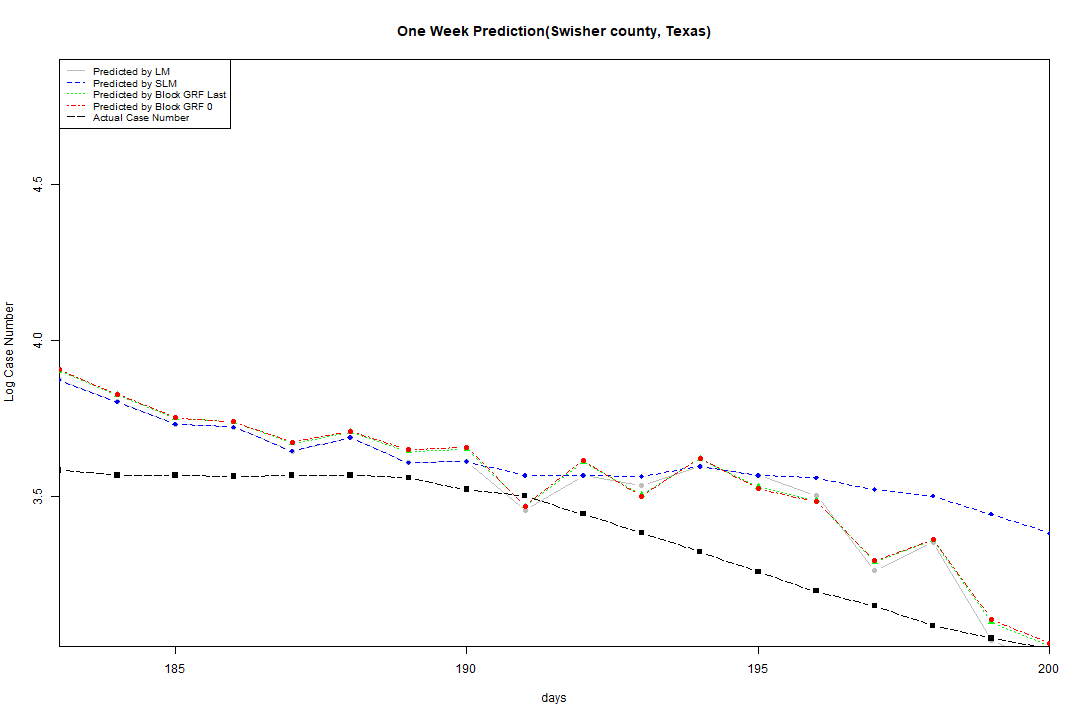 One Week Prediction(Swisher county, Texas)
Predicted by LM
Predicted by SLM
Predicted by Block GRF Last
Predicted by Block GRF 0
Actual Case Number
4.5
4.0
3.5
Log Case Number
185 190 195 200
days